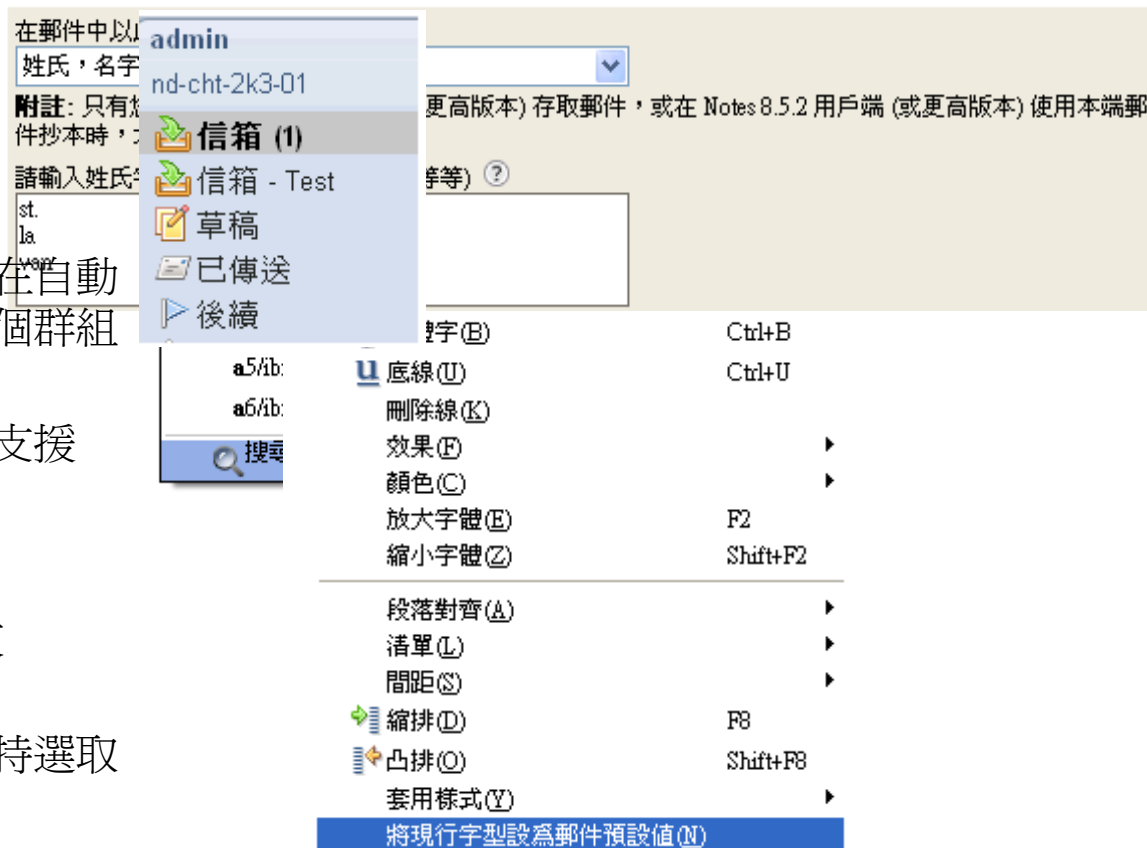 在郵件中以
姓氏，名字
附註: 只有
更高版本) 存取郵件，或在 Notes 8.5.2 用戶端 (或更高版本) 使用本端郵
件抄本時，
請輸入姓氏
等等) ?
st.
la
van
admin
nd-cht-2k3-01
信箱 (1)
信箱 - Test
草稿
已傳送
後續
在自動
個群組
支援
持選取
a5/ib:
a6/ib:
搜尋
體字(B) Ctrl+B
u 底線(U) Ctrl+U
刪除線(K)
效果(F)
顏色(C)
放大字體(E) F2
縮小字體(Z) Shift+F2
段落對齊(A)
清單(L)
間距(S)
縮排(D) F8
凸排(O) Shift+F8
套用樣式(Y)
將現行字型設為郵件預設值(N)